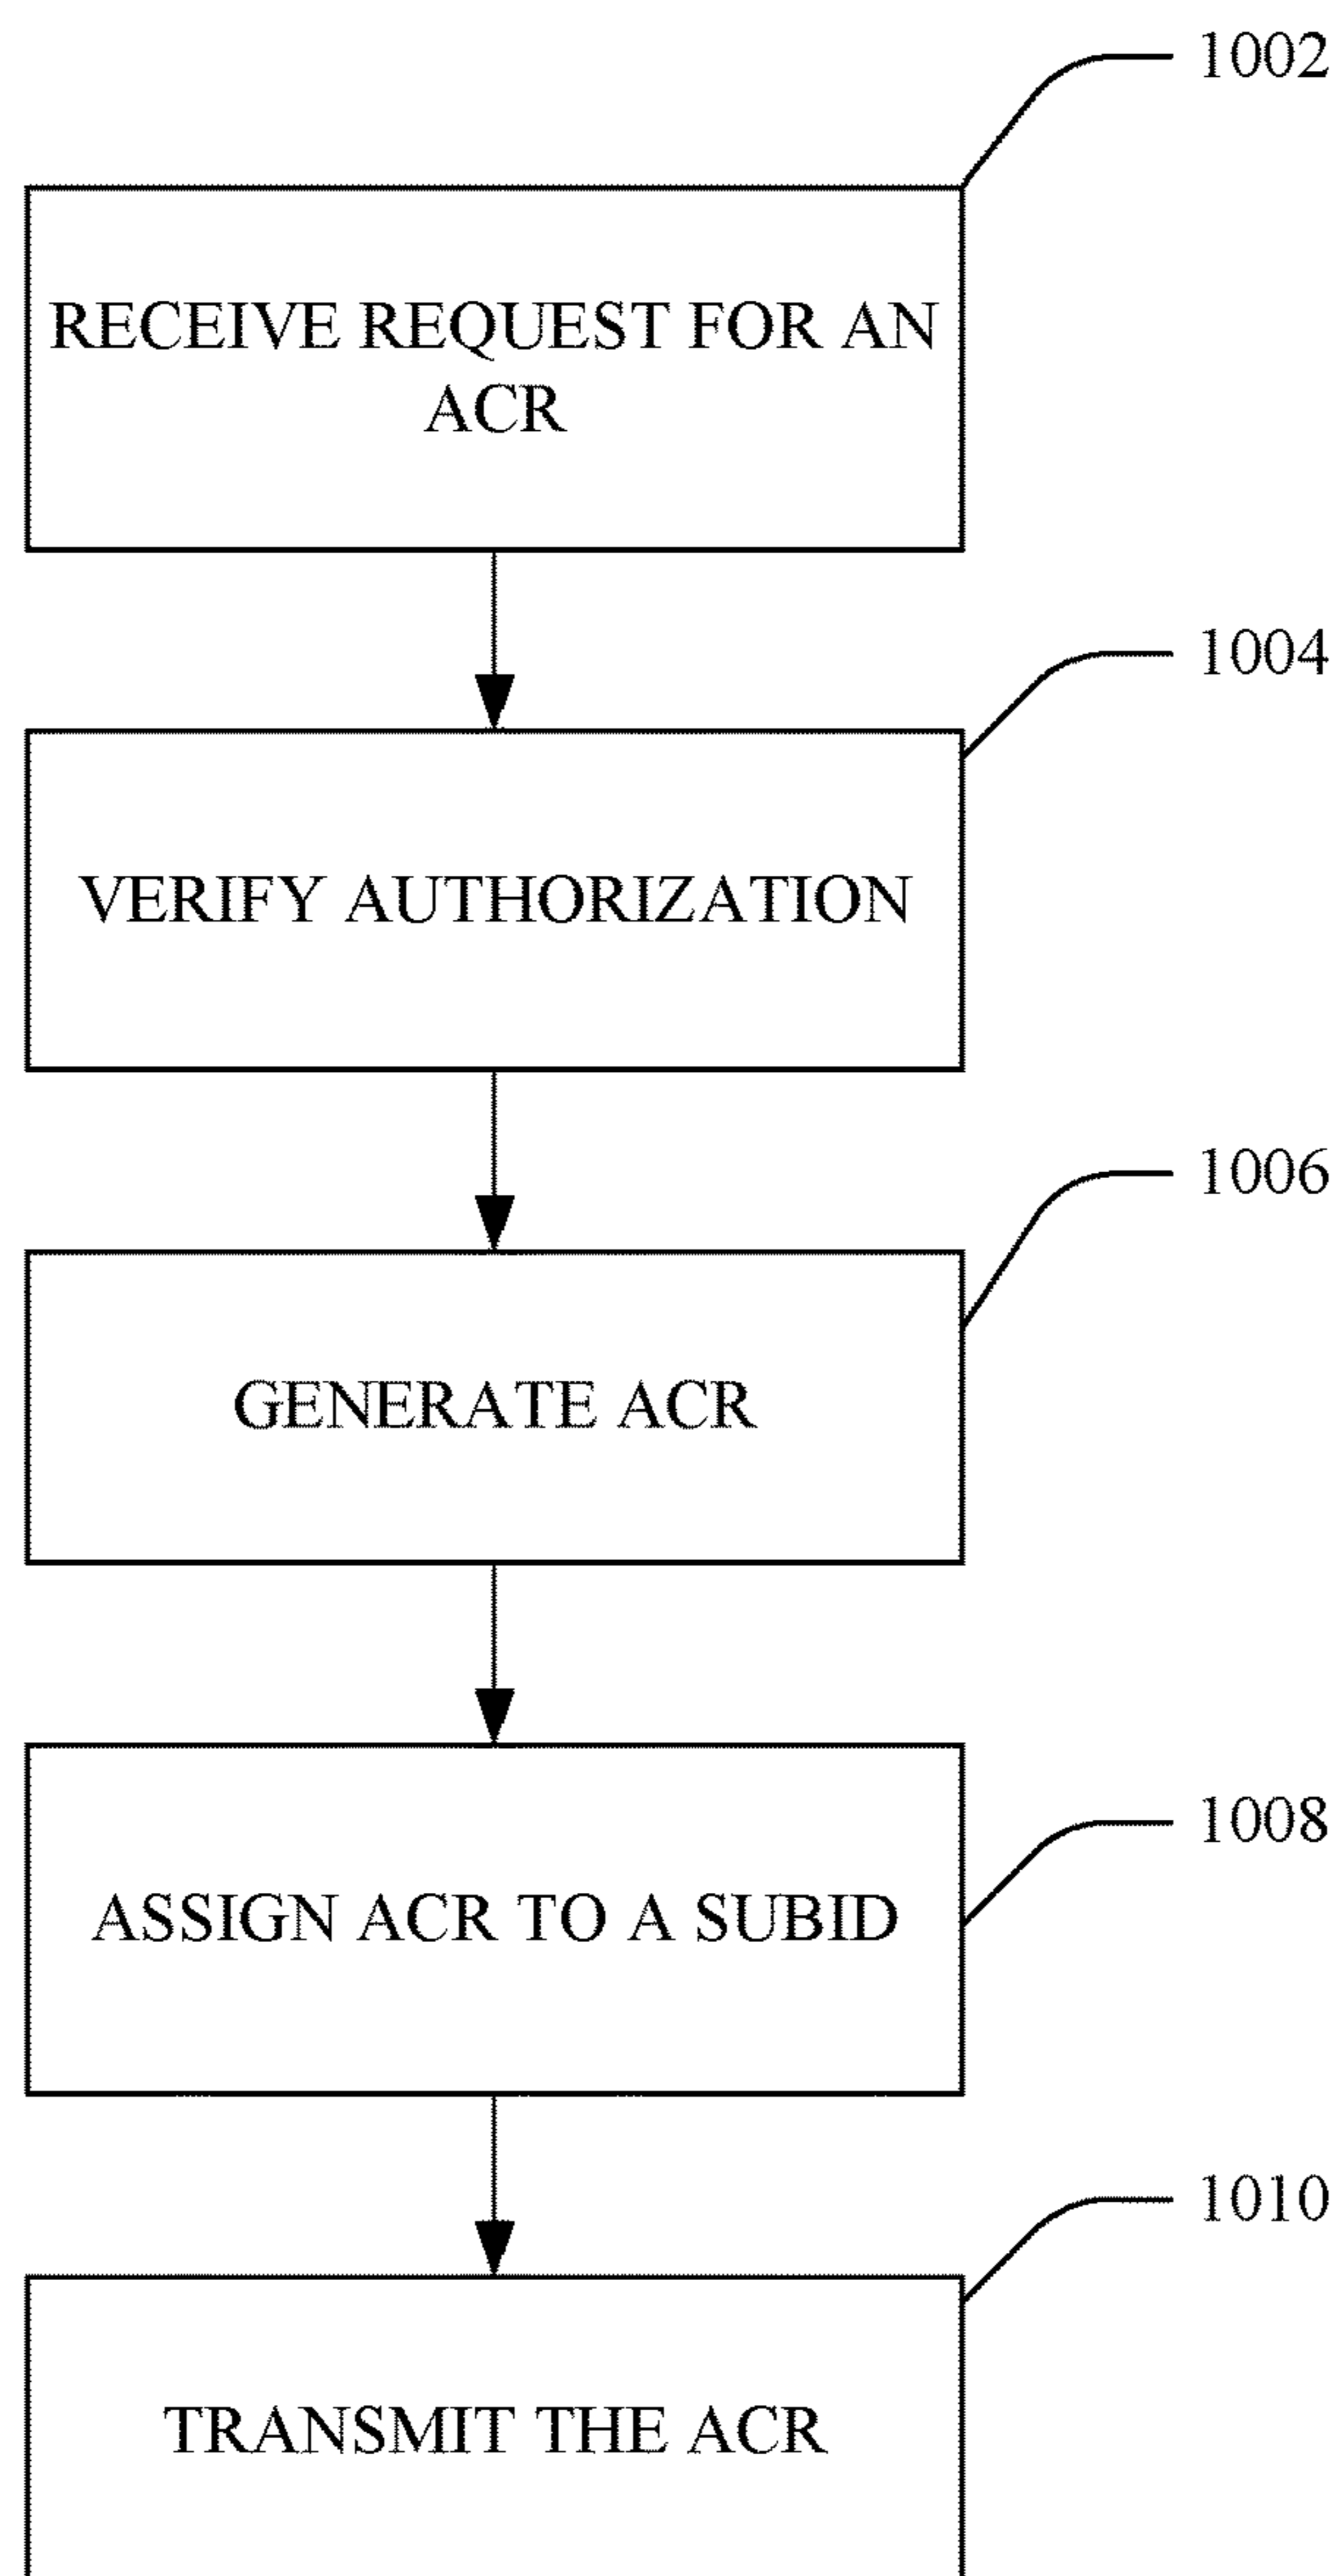 1002
RECEIVE REQUEST FOR AN
ACR
1004
VERIFY AUTHORIZATION
1006
GENERATE ACR
1008
ASSIGN ACR TO A SUBID
1010
TRANSMIT THE ACR